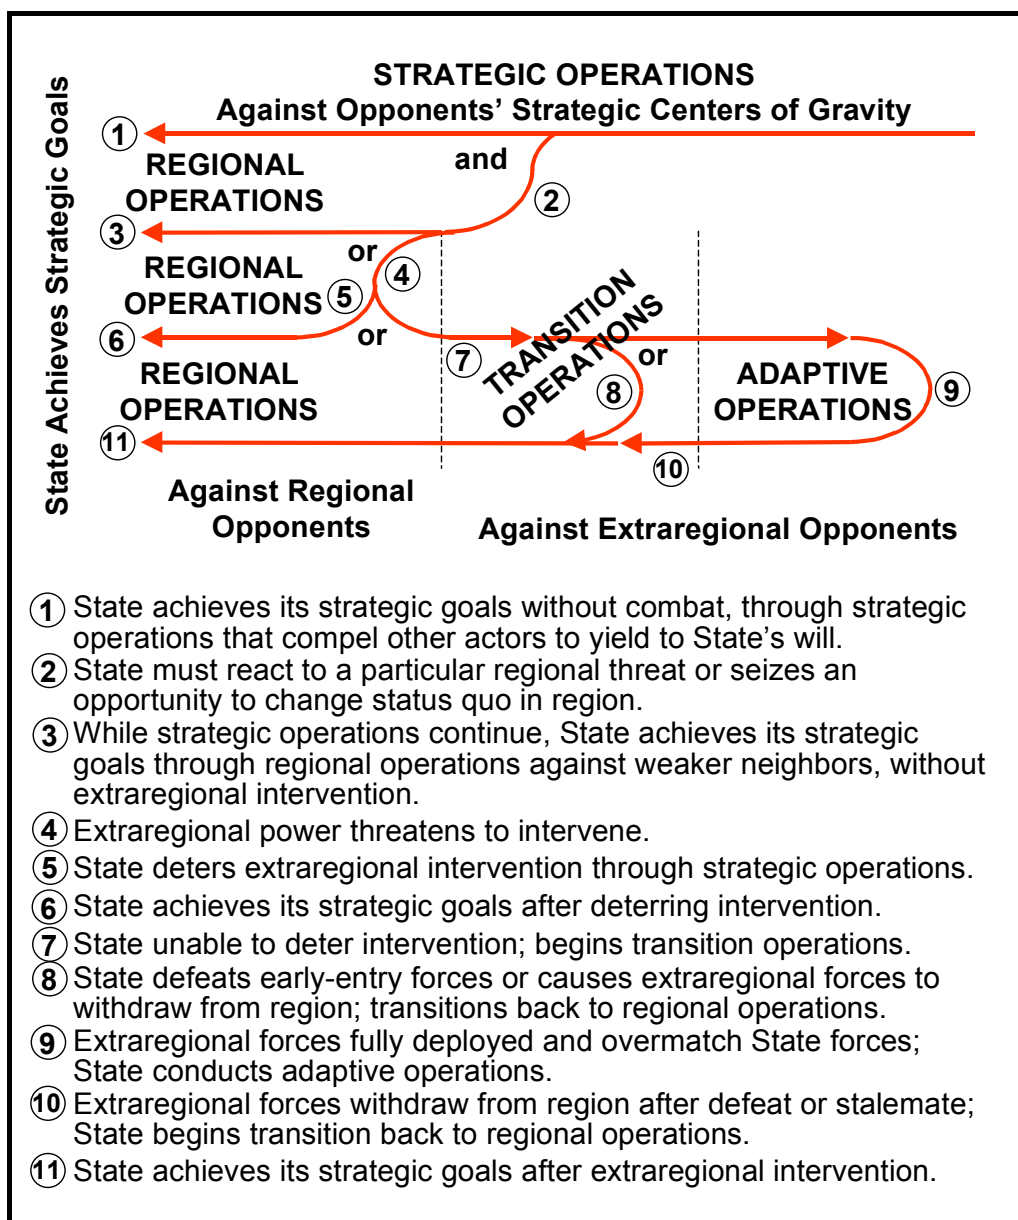 STRATEGIC OPERATIONS
Against Opponents’ Strategic Centers of Gravity
State Achieves Strategic Goals
1
and
REGIONAL
OPERATIONS
2
3
or
4
REGIONAL
OPERATIONS
5
6
or
7
TRANSITION
OPERATIONS
or
8
REGIONAL
OPERATIONS
ADAPTIVE
OPERATIONS
9
11
10
Against Regional
Opponents
Against Extraregional Opponents
1 State achieves its strategic goals without combat, through strategic
operations that compel other actors to yield to State’s will.
2 State must react to a particular regional threat or seizes an
opportunity to change status quo in region.
3 While strategic operations continue, State achieves its strategic
goals through regional operations against weaker neighbors, without
extraregional intervention.
4 Extraregional power threatens to intervene.
5 State deters extraregional intervention through strategic operations.
6 State achieves its strategic goals after deterring intervention.
7 State unable to deter intervention; begins transition operations.
8 State defeats early-entry forces or causes extraregional forces to
withdraw from region; transitions back to regional operations.
9 Extraregional forces fully deployed and overmatch State forces;
State conducts adaptive operations.
10 Extraregional forces withdraw from region after defeat or stalemate;
State begins transition back to regional operations.
11 State achieves its strategic goals after extraregional intervention.